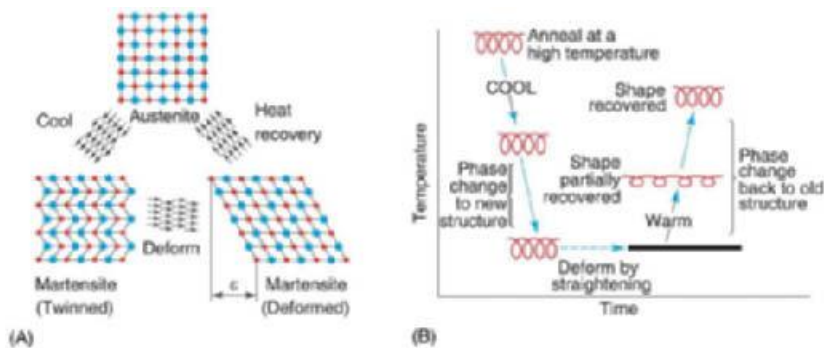 Cool
Austenite
Heat
recovery
Deform
Martensite
(Twinned)
ε
Martensite
(Deformed)
(A)
Temperature
Anneal at a
high temperature
COOL
Shape
recovered
Phase
change
to new
structure
Shape
partially
recovered
Phase
change
back to old
structure
Warm
Deform by
straightening
Time
(B)